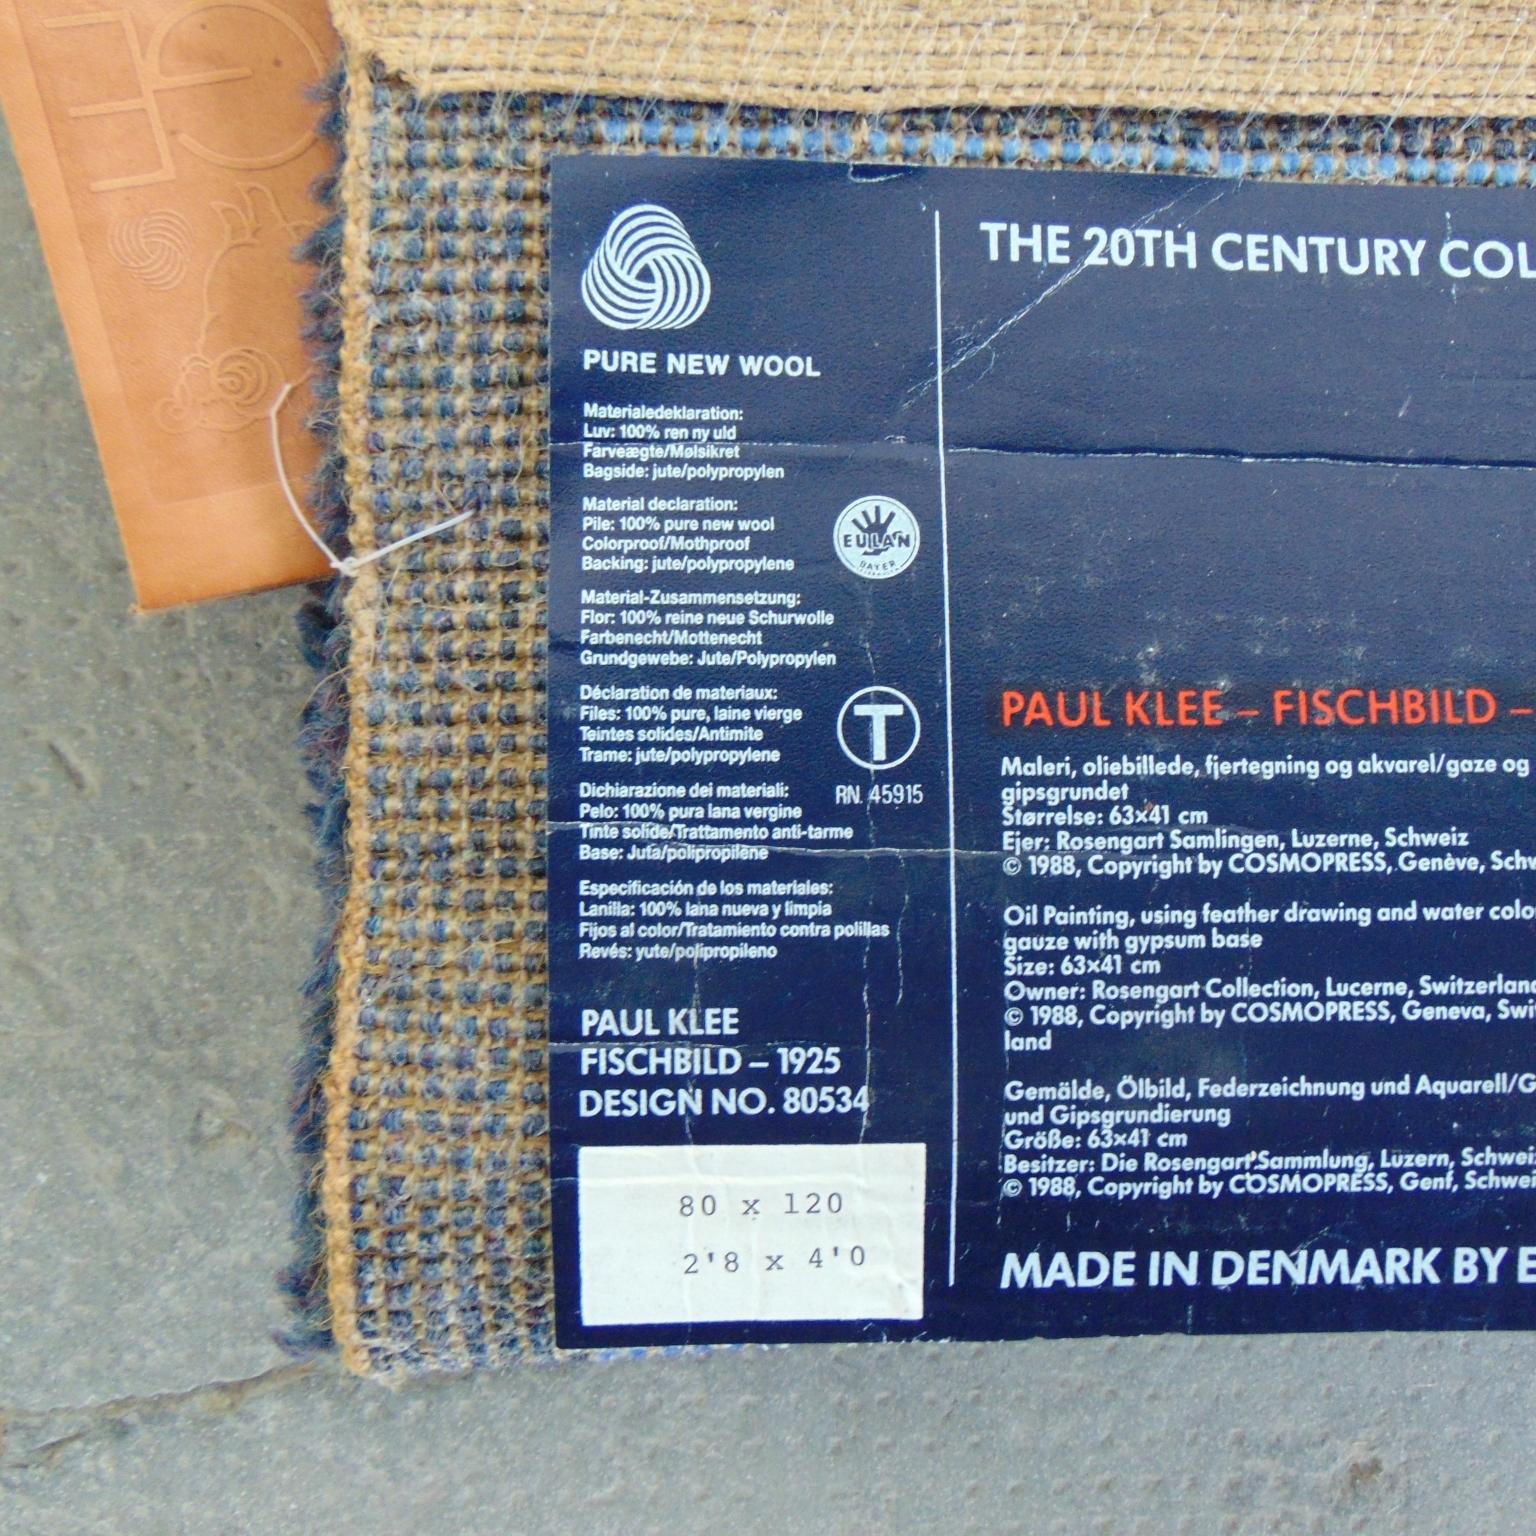 PURE NEW WOOL
Materialedeklaration:
Luv: 100% ren ny uld
Farveægte/Mølsikret
Bagside: jute/polypropylen
Material declaration:
Pile: 100% pure new wool
Colorproof/Mothproof
Backing: jute/polypropylene
EULAN
BAYER
Material-Zusammensetzung:
Flor: 100% reine neue Schurwolle
Farbenecht/Mottenecht
Grundgewebe: Jute/Polypropylen
Déclaration de materiaux:
Files: 100% pure, laine vierge
Teintes solides/Antimite
Trame: jute/polypropylene
T
RN. 45915
Dichiarazione dei materiali:
Pelo: 100% pura lana vergine
Tinte solide/Trattamento anti-tarme
Base: Juta/polipropilene
Especificación de los materiales:
Lanilla: 100% lana nueva y limpia
Fijos al color/Tratamiento contra polillas
Revés: yute/polipropileno
PAUL KLEE
FISCHBILD – 1925
DESIGN NO. 80534
80 x 120
2'8 x 4'0
THE 20TH CENTURY COL
PAUL KLEE – FISCHBILD –
Maleri, oliebillede, fjertegning og akvarel/gaze og
gipsgrundet
Størrelse: 63×41 cm
Ejer: Rosengart Samlingen, Luzerne, Schweiz
© 1988, Copyright by COSMOPRESS, Genève, Schw
Oil Painting, using feather drawing and water colo
gauze with gypsum base
Size: 63×41 cm
Owner: Rosengart Collection, Lucerne, Switzerland
© 1988, Copyright by COSMOPRESS, Geneva, Swi
land
Gemälde, Ölbild, Federzeichnung und Aquarell/G
und Gipsgrundierung
Größe: 63×41 cm
Besitzer: Die Rosengart Sammlung, Luzern, Schwei
© 1988, Copyright by COSMOPRESS, Genf, Schwei
MADE IN DENMARK BY E